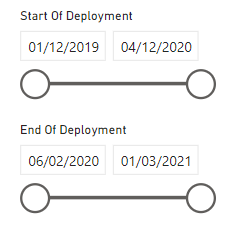 Start Of Deployment
01/12/2019 04/12/2020
End Of Deployment
06/02/2020 01/03/2021